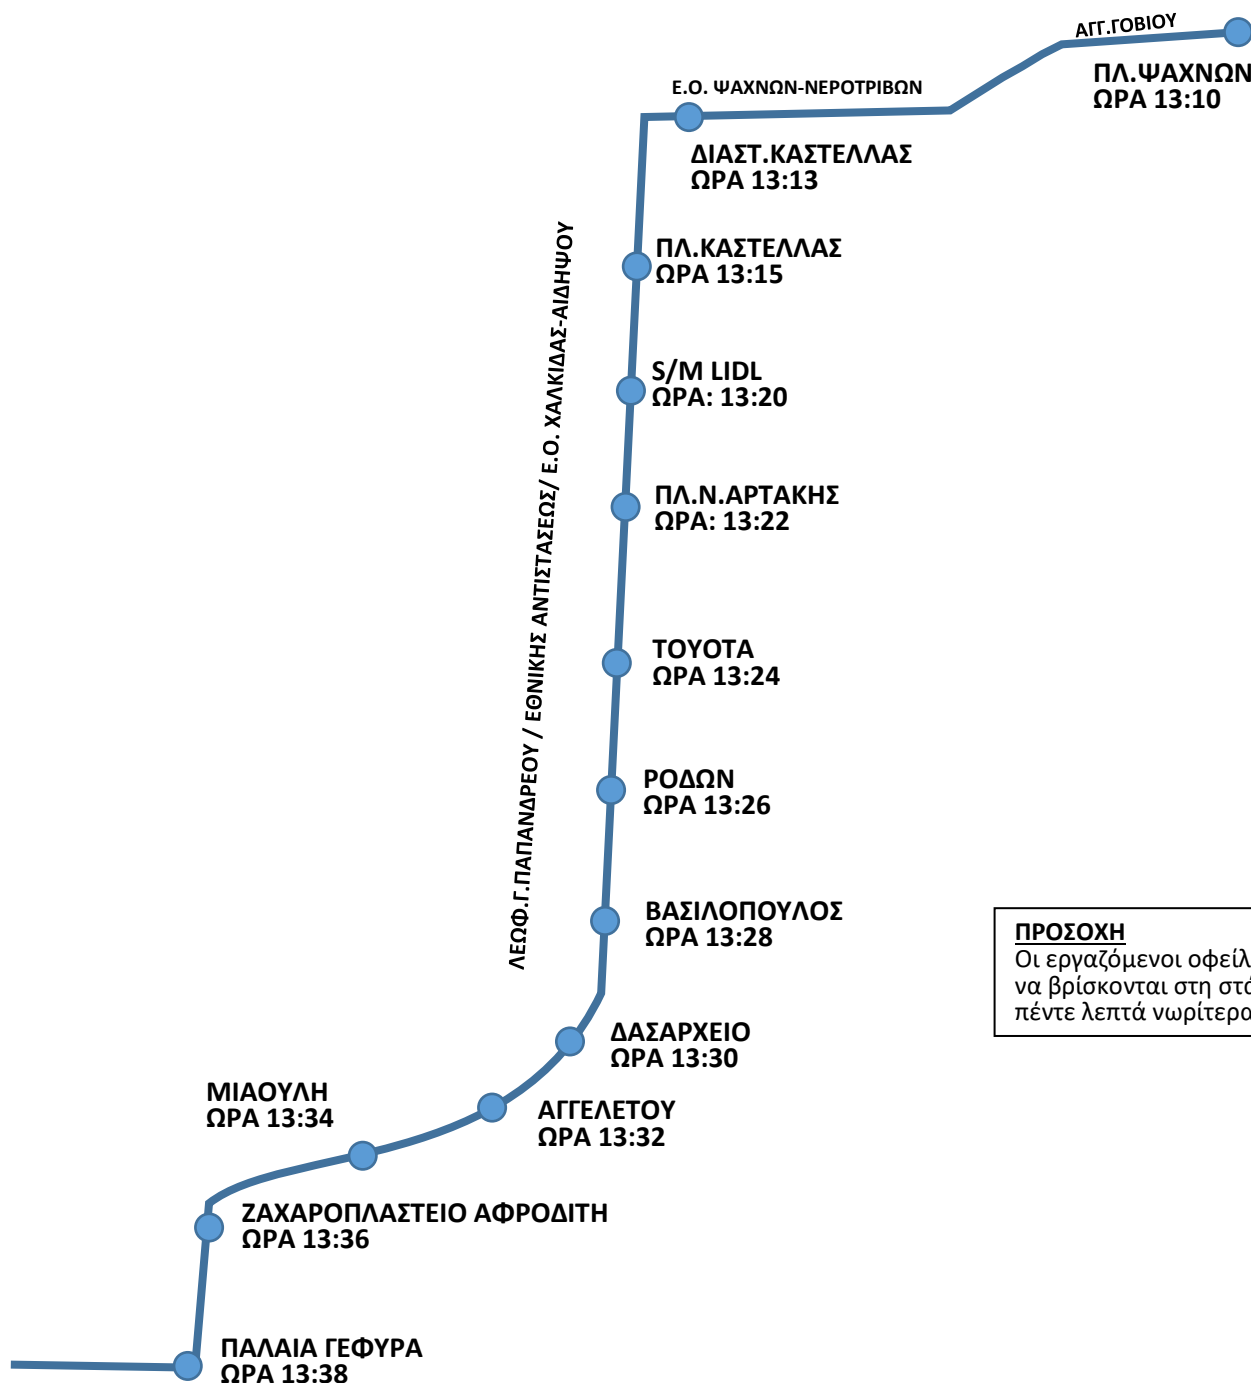 ΑΓΓ.ΓΟΒΙΟΥ
ΠΛ.ΨΑΧΝΩΝ
ΩΡΑ 13:10
Ε.Ο. ΨΑΧΝΩΝ-ΝΕΡΟΤΡΙΒΩΝ
ΔΙΑΣΤ.ΚΑΣΤΕΛΛΑΣ
ΩΡΑ 13:13
ΠΛ.ΚΑΣΤΕΛΛΑΣ
ΩΡΑ 13:15
S/M LIDL
ΩΡΑ: 13:20
ΠΛ.Ν.ΑΡΤΑΚΗΣ
ΩΡΑ: 13:22
ΛΕΩΦ.Γ.ΠΑΠΑΝΔΡΕΟΥ / ΕΘΝΙΚΗΣ ΑΝΤΙΣΤΑΣΕΩΣ/ Ε.Ο. ΧΑΛΚΙΔΑΣ-ΑΙΔΗΨΟΥ
ΤΟΥΟΤΑ
ΩΡΑ 13:24
ΡΟΔΩΝ
ΩΡΑ 13:26
ΒΑΣΙΛΟΠΟΥΛΟΣ
ΩΡΑ 13:28
ΠΡΟΣΟΧΗ
Οι εργαζόμενοι οφείλ
να βρίσκονται στη στά
πέντε λεπτά νωρίτερα
ΔΑΣΑΡΧΕΙΟ
ΩΡΑ 13:30
ΑΓΓΕΛΕΤΟΥ
ΩΡΑ 13:32
ΜΙΑΟΥΛΗ
ΩΡΑ 13:34
ΖΑΧΑΡΟΠΛΑΣΤΕΙΟ ΑΦΡΟΔΙΤΗ
ΩΡΑ 13:36
ΠΑΛΑΙΑ ΓΕΦΥΡΑ
ΩΡΑ 13:38